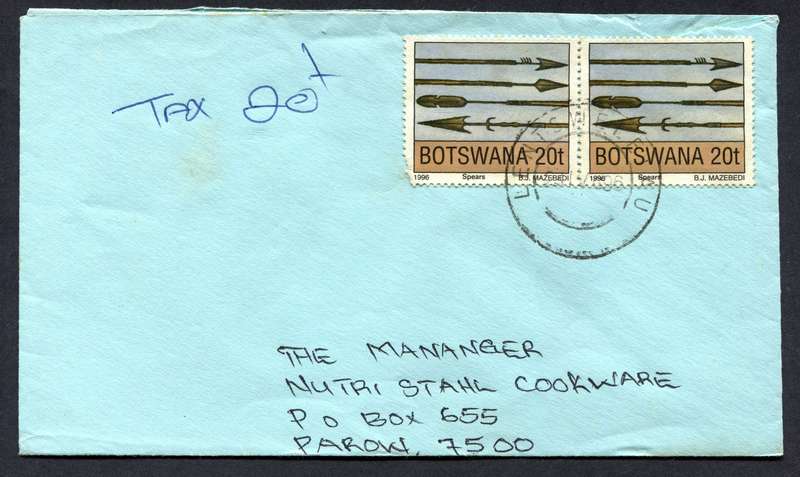 TAX 20t
BOTSWANA 20t
1996 Spears B.J. MAZEBEDI
BOTSWANA 20t
1996 Spears B.J. MAZEBEDI
THE MANANGER
NUTRI STAHL COOKWARE
P O BOX 655
PAROW, 7500